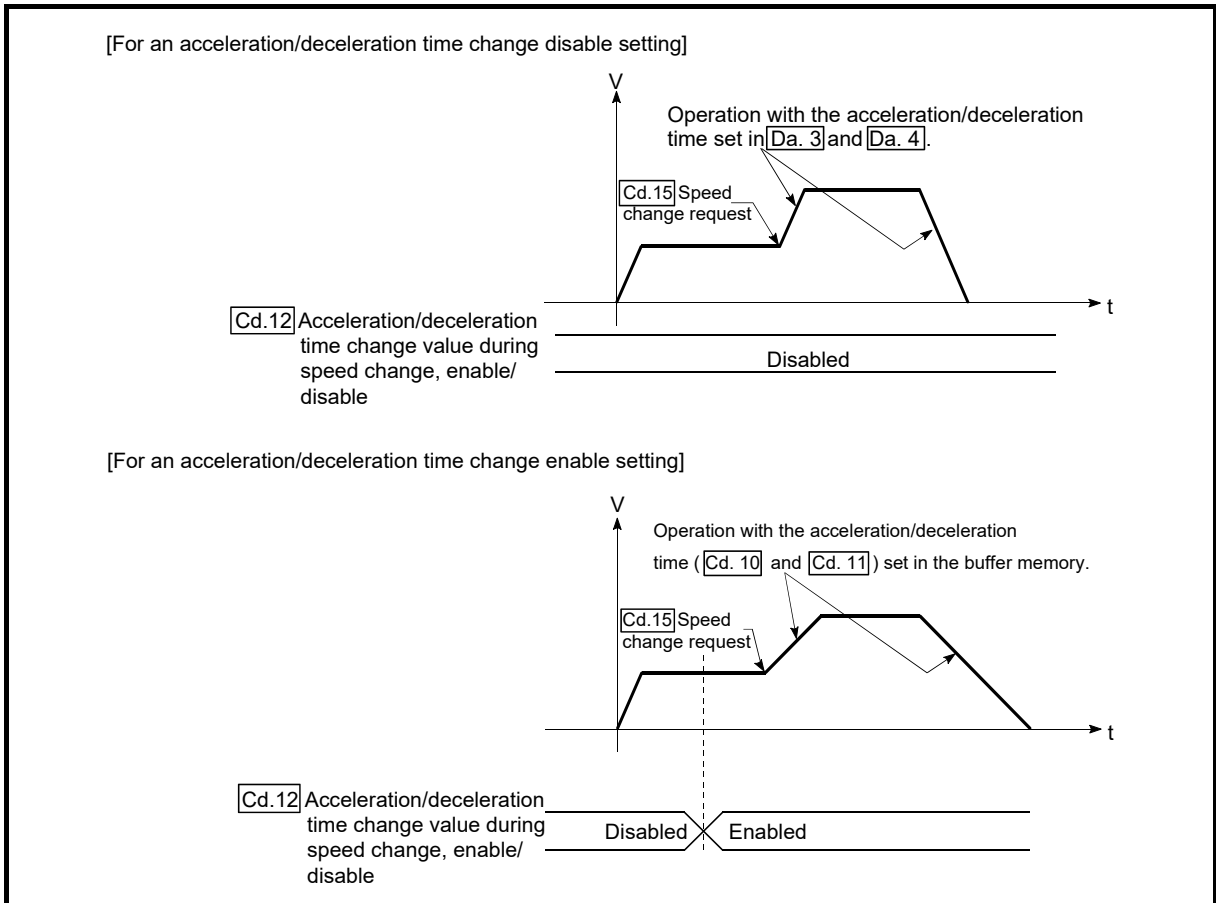 [For an acceleration/deceleration time change disable setting]
V
Operation with the acceleration/deceleration
time set in Da. 3 and Da. 4.
Cd.15 Speed
change request
t
Cd.12 Acceleration/deceleration
time change value during
speed change, enable/
disable
Disabled
[For an acceleration/deceleration time change enable setting]
V
Operation with the acceleration/deceleration
time ( Cd. 10 and Cd. 11 ) set in the buffer memory.
Cd.15 Speed
change request
t
Cd.12 Acceleration/deceleration
time change value during
speed change, enable/
disable
Disabled Enabled